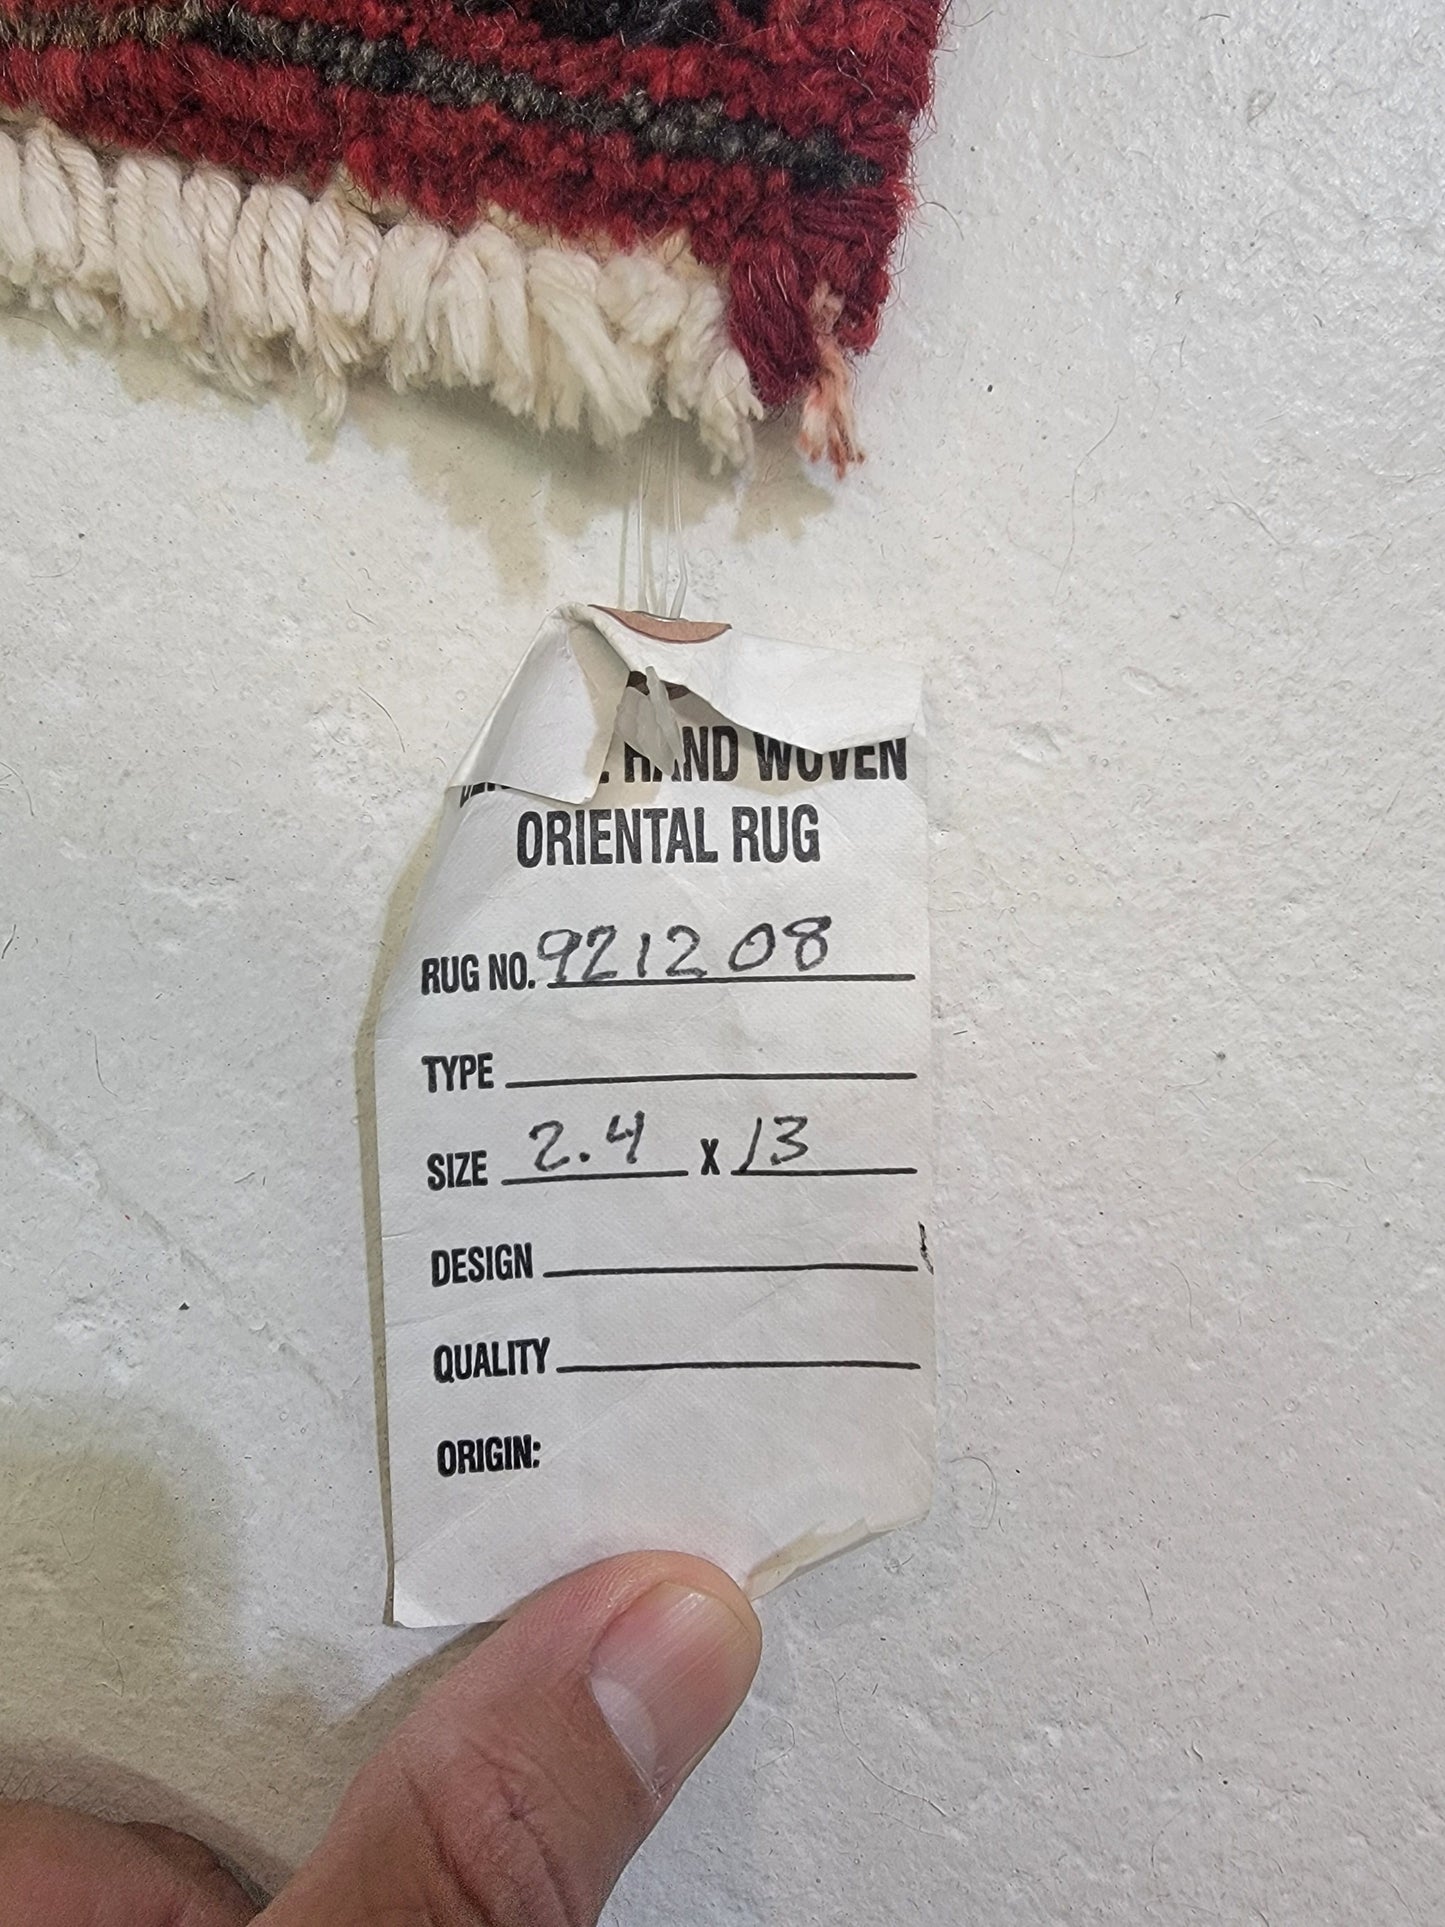 HAND WOVEN
ORIENTAL RUG
RUG NO. 921208
TYPE
SIZE 2.4 X 13
DESIGN
QUALITY
ORIGIN: